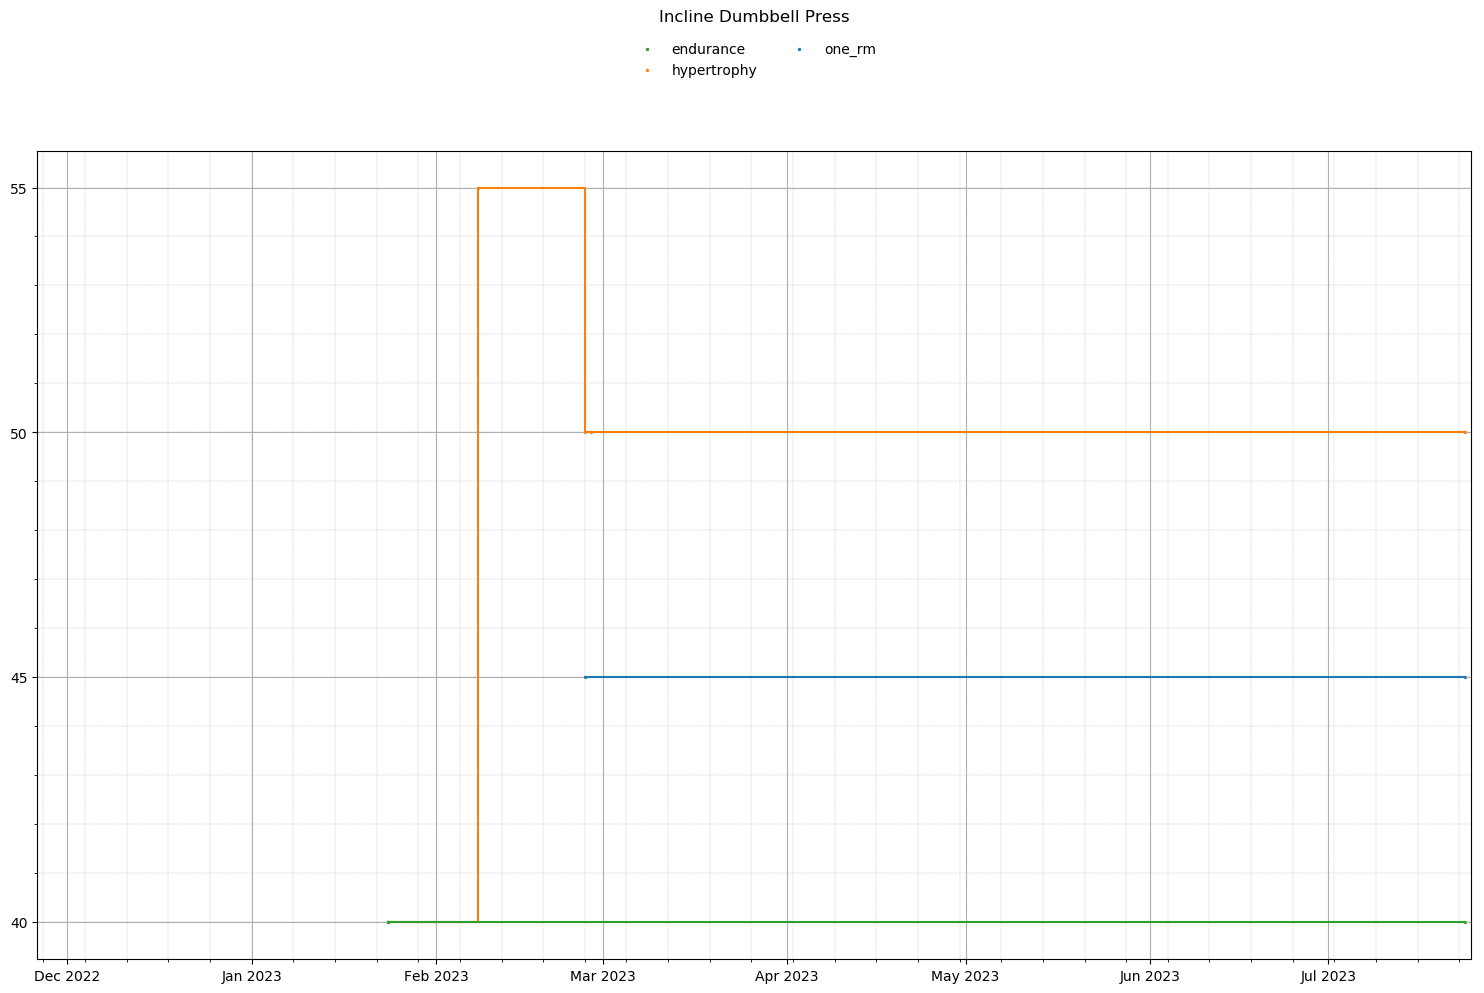 Incline Dumbbell Press
endurance
hypertrophy
one_rm
55
50
45
40
Dec 2022
Jan 2023
Feb 2023
Mar 2023
Apr 2023
May 2023
Jun 2023
Jul 2023